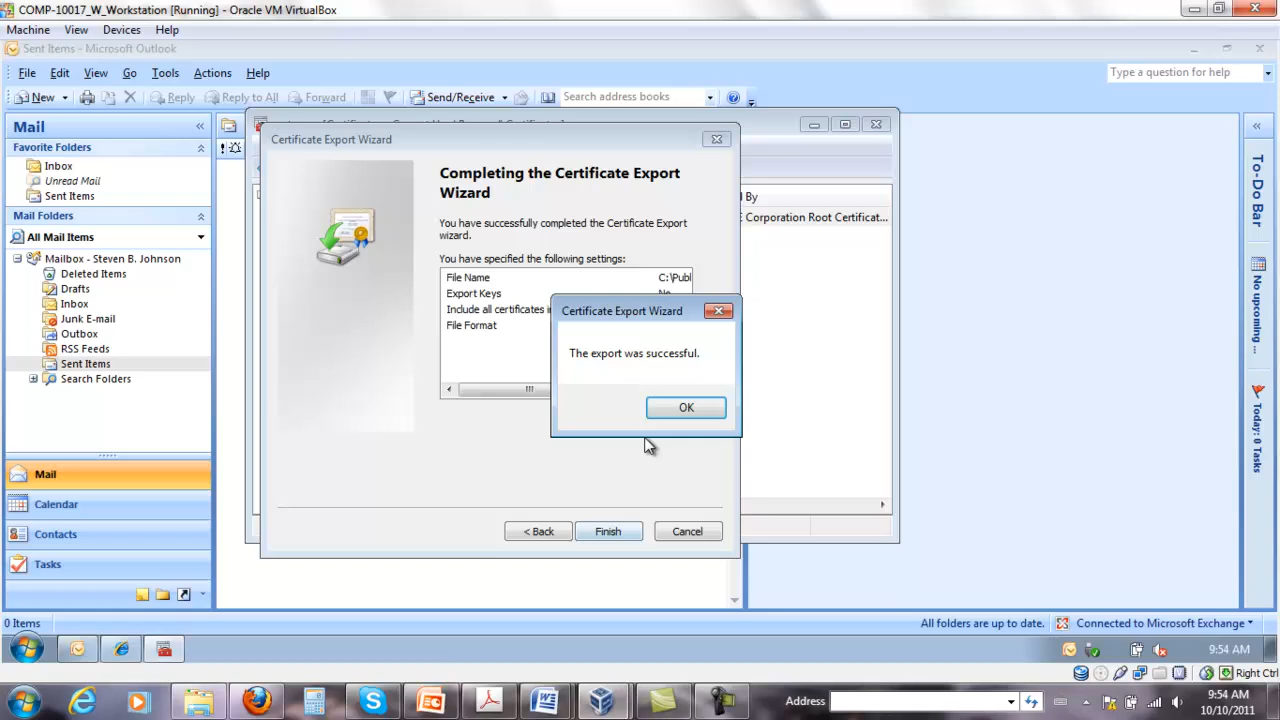 COMP-10017_W_Workstation [Running] - Oracle VM VirtualBox
Machine View Devices Help
Sent Items - Microsoft Outlook
File Edit View Go Tools Actions Help
Type a question for help
New Reply Reply to All Forward Send/Receive Search address books
Mail
Favorite Folders
Inbox
Unread Mail
Sent Items
Mail Folders
All Mail Items
Mailbox - Steven B. Johnson
Deleted Items
Drafts
Inbox
Junk E-mail
Outbox
RSS Feeds
Sent Items
Search Folders
Mail
Calendar
Contacts
Tasks
Certificate Export Wizard
Completing the Certificate Export
Wizard
You have successfully completed the Certificate Export
wizard.
You have specified the following settings:
File Name C:\Publ
Export Keys No
Include all certificates i
File Format
< Back Finish Cancel
Certificate Export Wizard
The export was successful.
OK
By
Corporation Root Certificat...
To-Do Bar
No upcoming ...
Today: 0 Tasks
0 Items
All folders are up to date. Connected to Microsoft Exchange
9:54 AM
Right Ctrl
Address
9:54 AM
10/10/2011